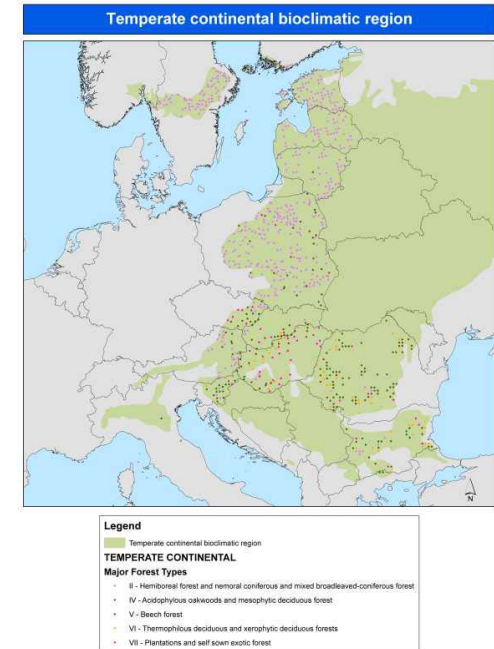 Temperate continental bioclimatic region
N
Legend
Temperate continental bioclimatic region
TEMPERATE CONTINENTAL
Major Forest Types
II - Hemiboreal forest and nemoral coniferous and mixed broadleaved-coniferous forest
IV - Acidophylous oakwoods and mesophytic deciduous forest
V - Beech forest
VI - Thermophilous deciduous and xerophytic deciduous forests
VII - Plantations and self sown exotic forest